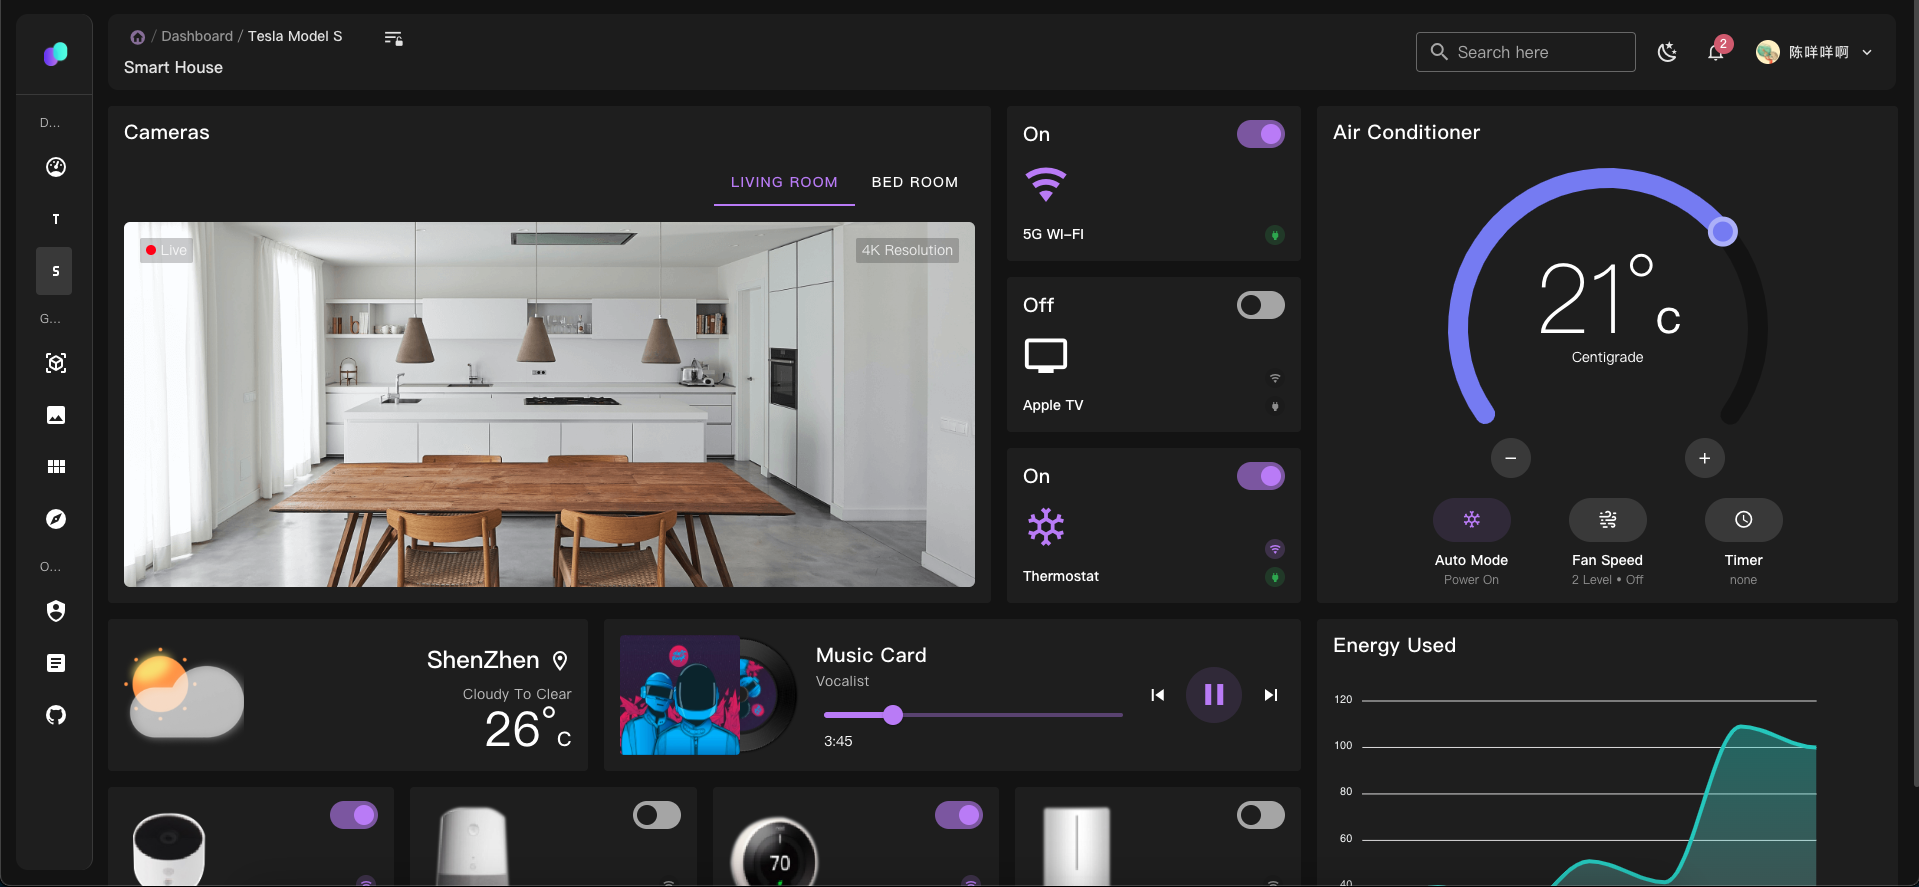 / Dashboard / Tesla Model S
Smart House
Search here
2
陈咩咩啊
D...
T
S
G...
O...
Cameras
LIVING ROOM
BED ROOM
Live
4K Resolution
On
5G WI-FI
Off
Apple TV
On
Thermostat
Air Conditioner
21°c
Centigrade
−
+
Auto Mode
Power On
Fan Speed
2 Level • Off
Timer
none
ShenZhen
Cloudy To Clear
26°c
Music Card
Vocalist
3:45
Energy Used
120
100
80
60
40
70